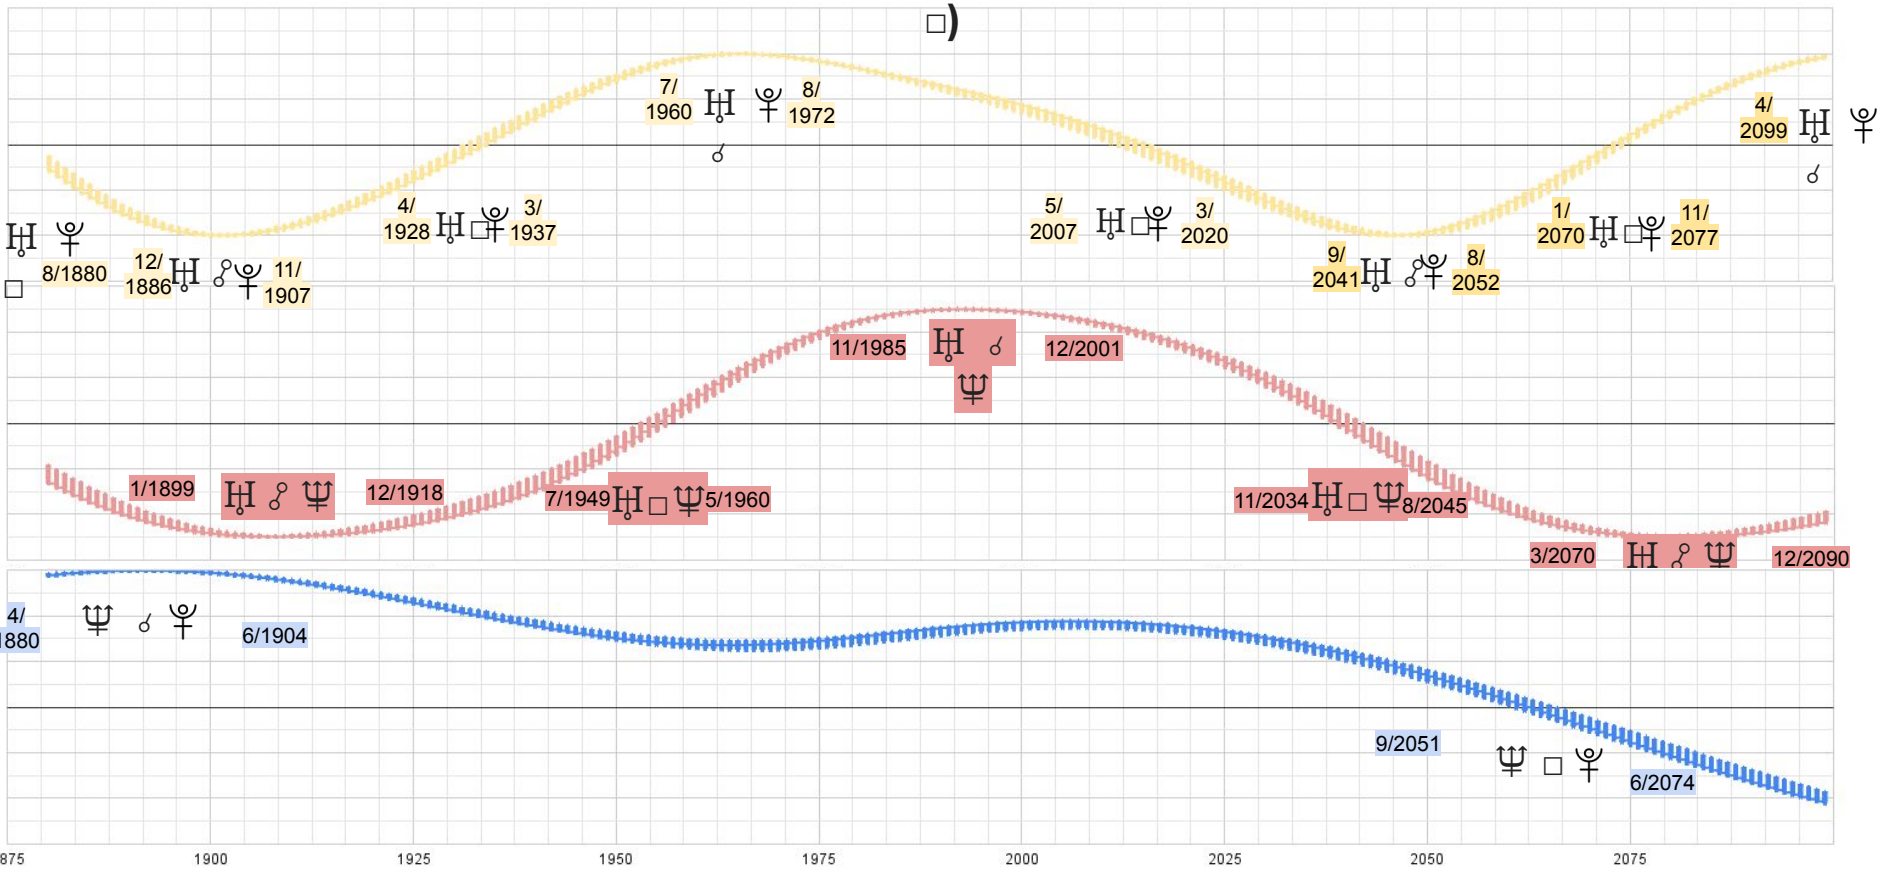 □)
7/
1960 ♅ ♇ 8/
1972
☌
4/
2099 ♅ ♇
☌
♅ ♇
8/1880
□
12/
1886 ♅ ☍ ♇ 11/
1907
4/
1928 ♅ □ ♇ 3/
1937
5/
2007 ♅ □ ♇ 3/
2020
9/
2041 ♅ ☍ ♇ 8/
2052
1/
2070 ♅ □ ♇ 11/
2077
11/1985 ♅ ☌ 12/2001
♆
1/1899 ♅ ☍ ♆ 12/1918
7/1949 ♅ □ ♆ 5/1960
11/2034 ♅ □ ♆ 8/2045
3/2070 ♅ ☍ ♆ 12/2090
4/
1880 ♆ ☌ ♇ 6/1904
9/2051 ♆ □ ♇ 6/2074
875 1900 1925 1950 1975 2000 2025 2050 2075